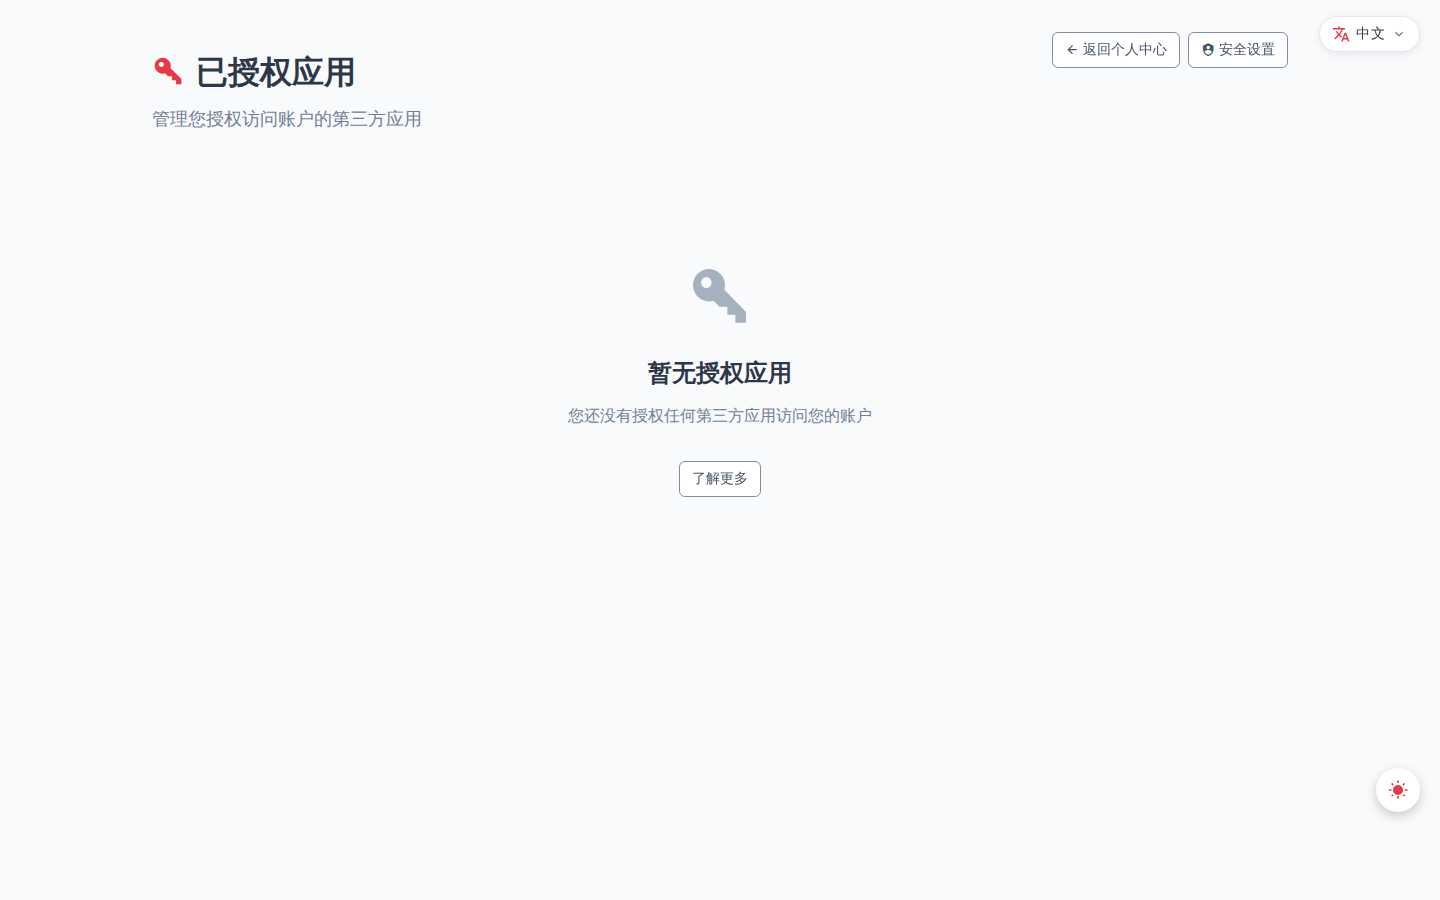 已授权应用
管理您授权访问账户的第三方应用
返回个人中心
安全设置
中文
暂无授权应用
您还没有授权任何第三方应用访问您的账户
了解更多